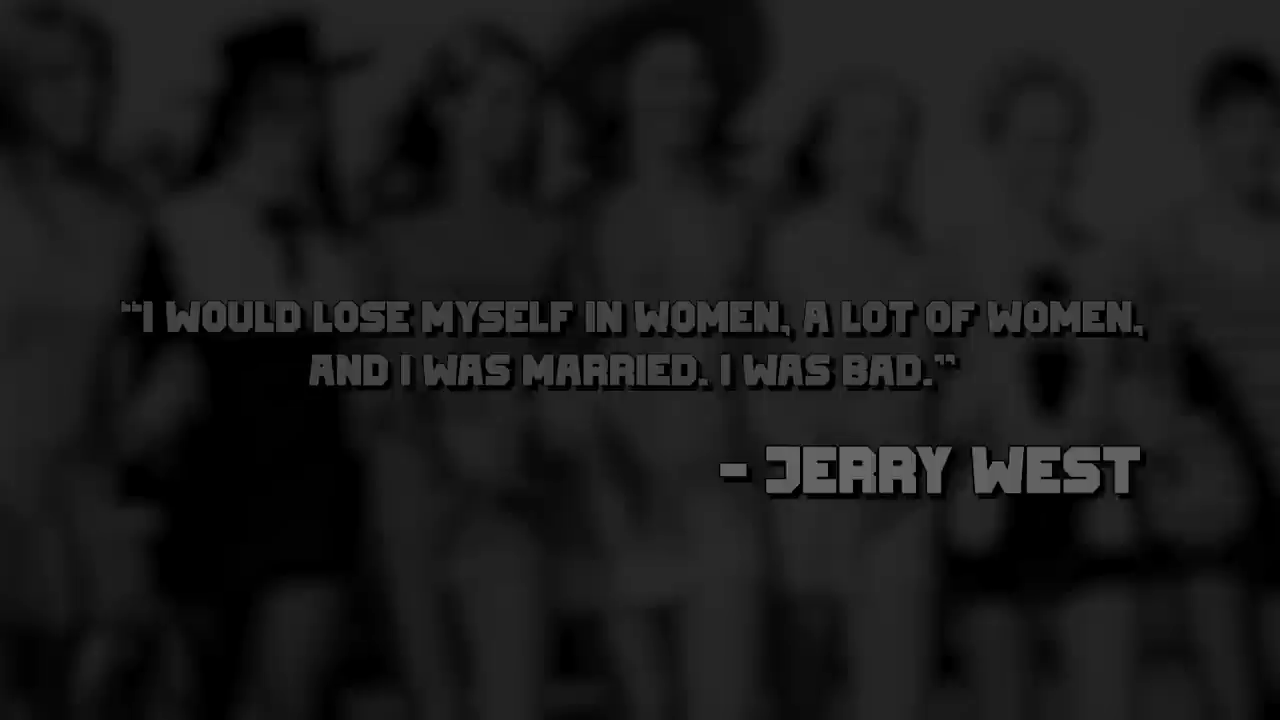 “I WOULD LOSE MYSELF IN WOMEN, A LOT OF WOMEN,
AND I WAS MARRIED. I WAS BAD.”
- JERRY WEST